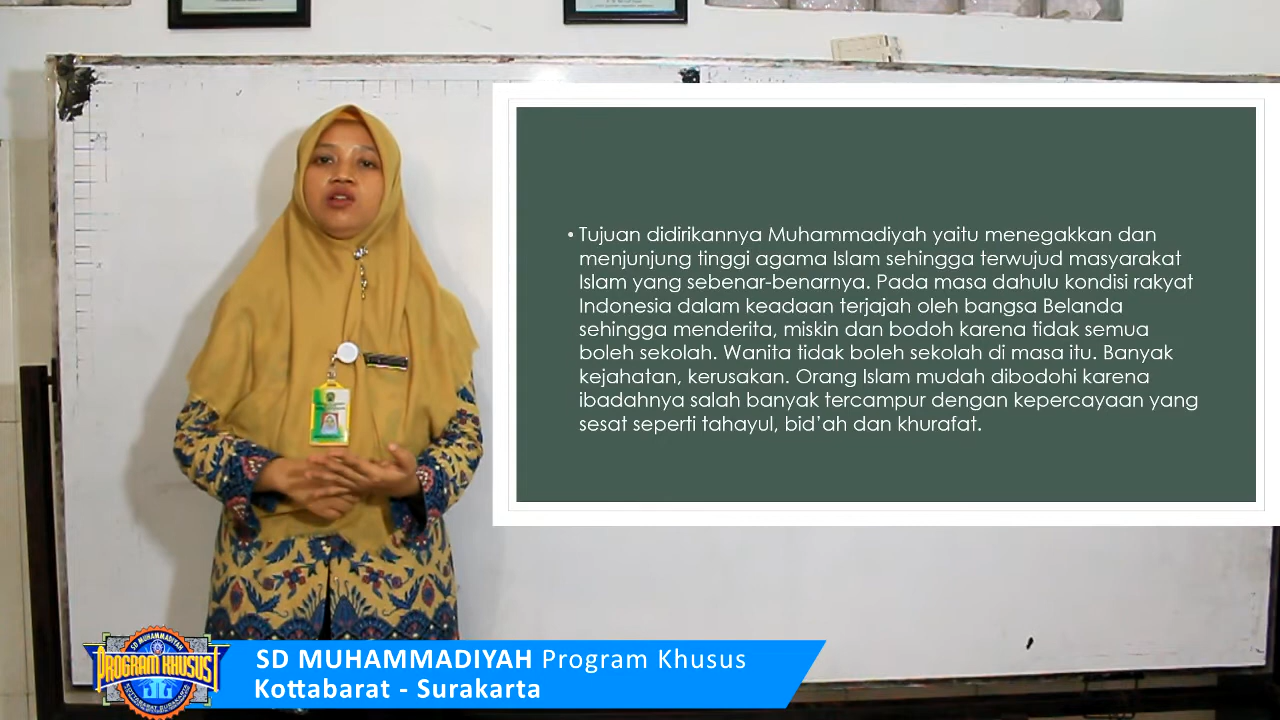 • Tujuan didirikannya Muhammadiyah yaitu menegakkan dan
menjunjung tinggi agama Islam sehingga terwujud masyarakat
Islam yang sebenar-benarnya. Pada masa dahulu kondisi rakyat
Indonesia dalam keadaan terjajah oleh bangsa Belanda
sehingga menderita, miskin dan bodoh karena tidak semua
boleh sekolah. Wanita tidak boleh sekolah di masa itu. Banyak
kejahatan, kerusakan. Orang Islam mudah dibodohi karena
ibadahnya salah banyak tercampur dengan kepercayaan yang
sesat seperti tahayul, bid'ah dan khurafat.
SD MUHAMMADIYAH
PROGRAM KHUSUS
KOTTABARAT SURAKARTA
SD MUHAMMADIYAH Program Khusus
Kottabarat - Surakarta